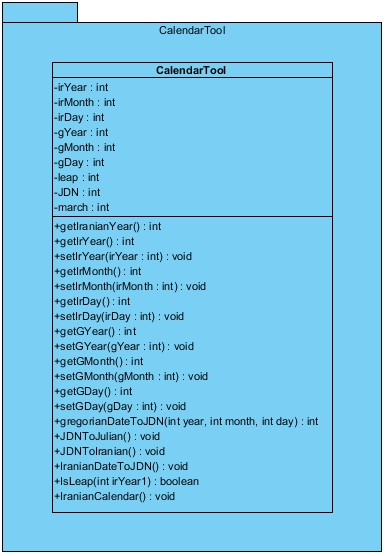 CalendarTool
CalendarTool
-irYear : int
-irMonth : int
-irDay : int
-gYear : int
-gMonth : int
-gDay : int
-leap : int
-JDN : int
-march : int
+getIranianYear() : int
+getIrYear() : int
+setIrYear(irYear : int) : void
+getIrMonth() : int
+setIrMonth(irMonth : int) : void
+getIrDay() : int
+setIrDay(irDay : int) : void
+getGYear() : int
+setGYear(gYear : int) : void
+getGMonth() : int
+setGMonth(gMonth : int) : void
+getGDay() : int
+setGDay(gDay : int) : void
+gregorianDateToJDN(int year, int month, int day) : int
+JDNToJulian() : void
+JDNToIranian() : void
+IranianDateToJDN() : void
+IsLeap(int irYear1) : boolean
+IranianCalendar() : void